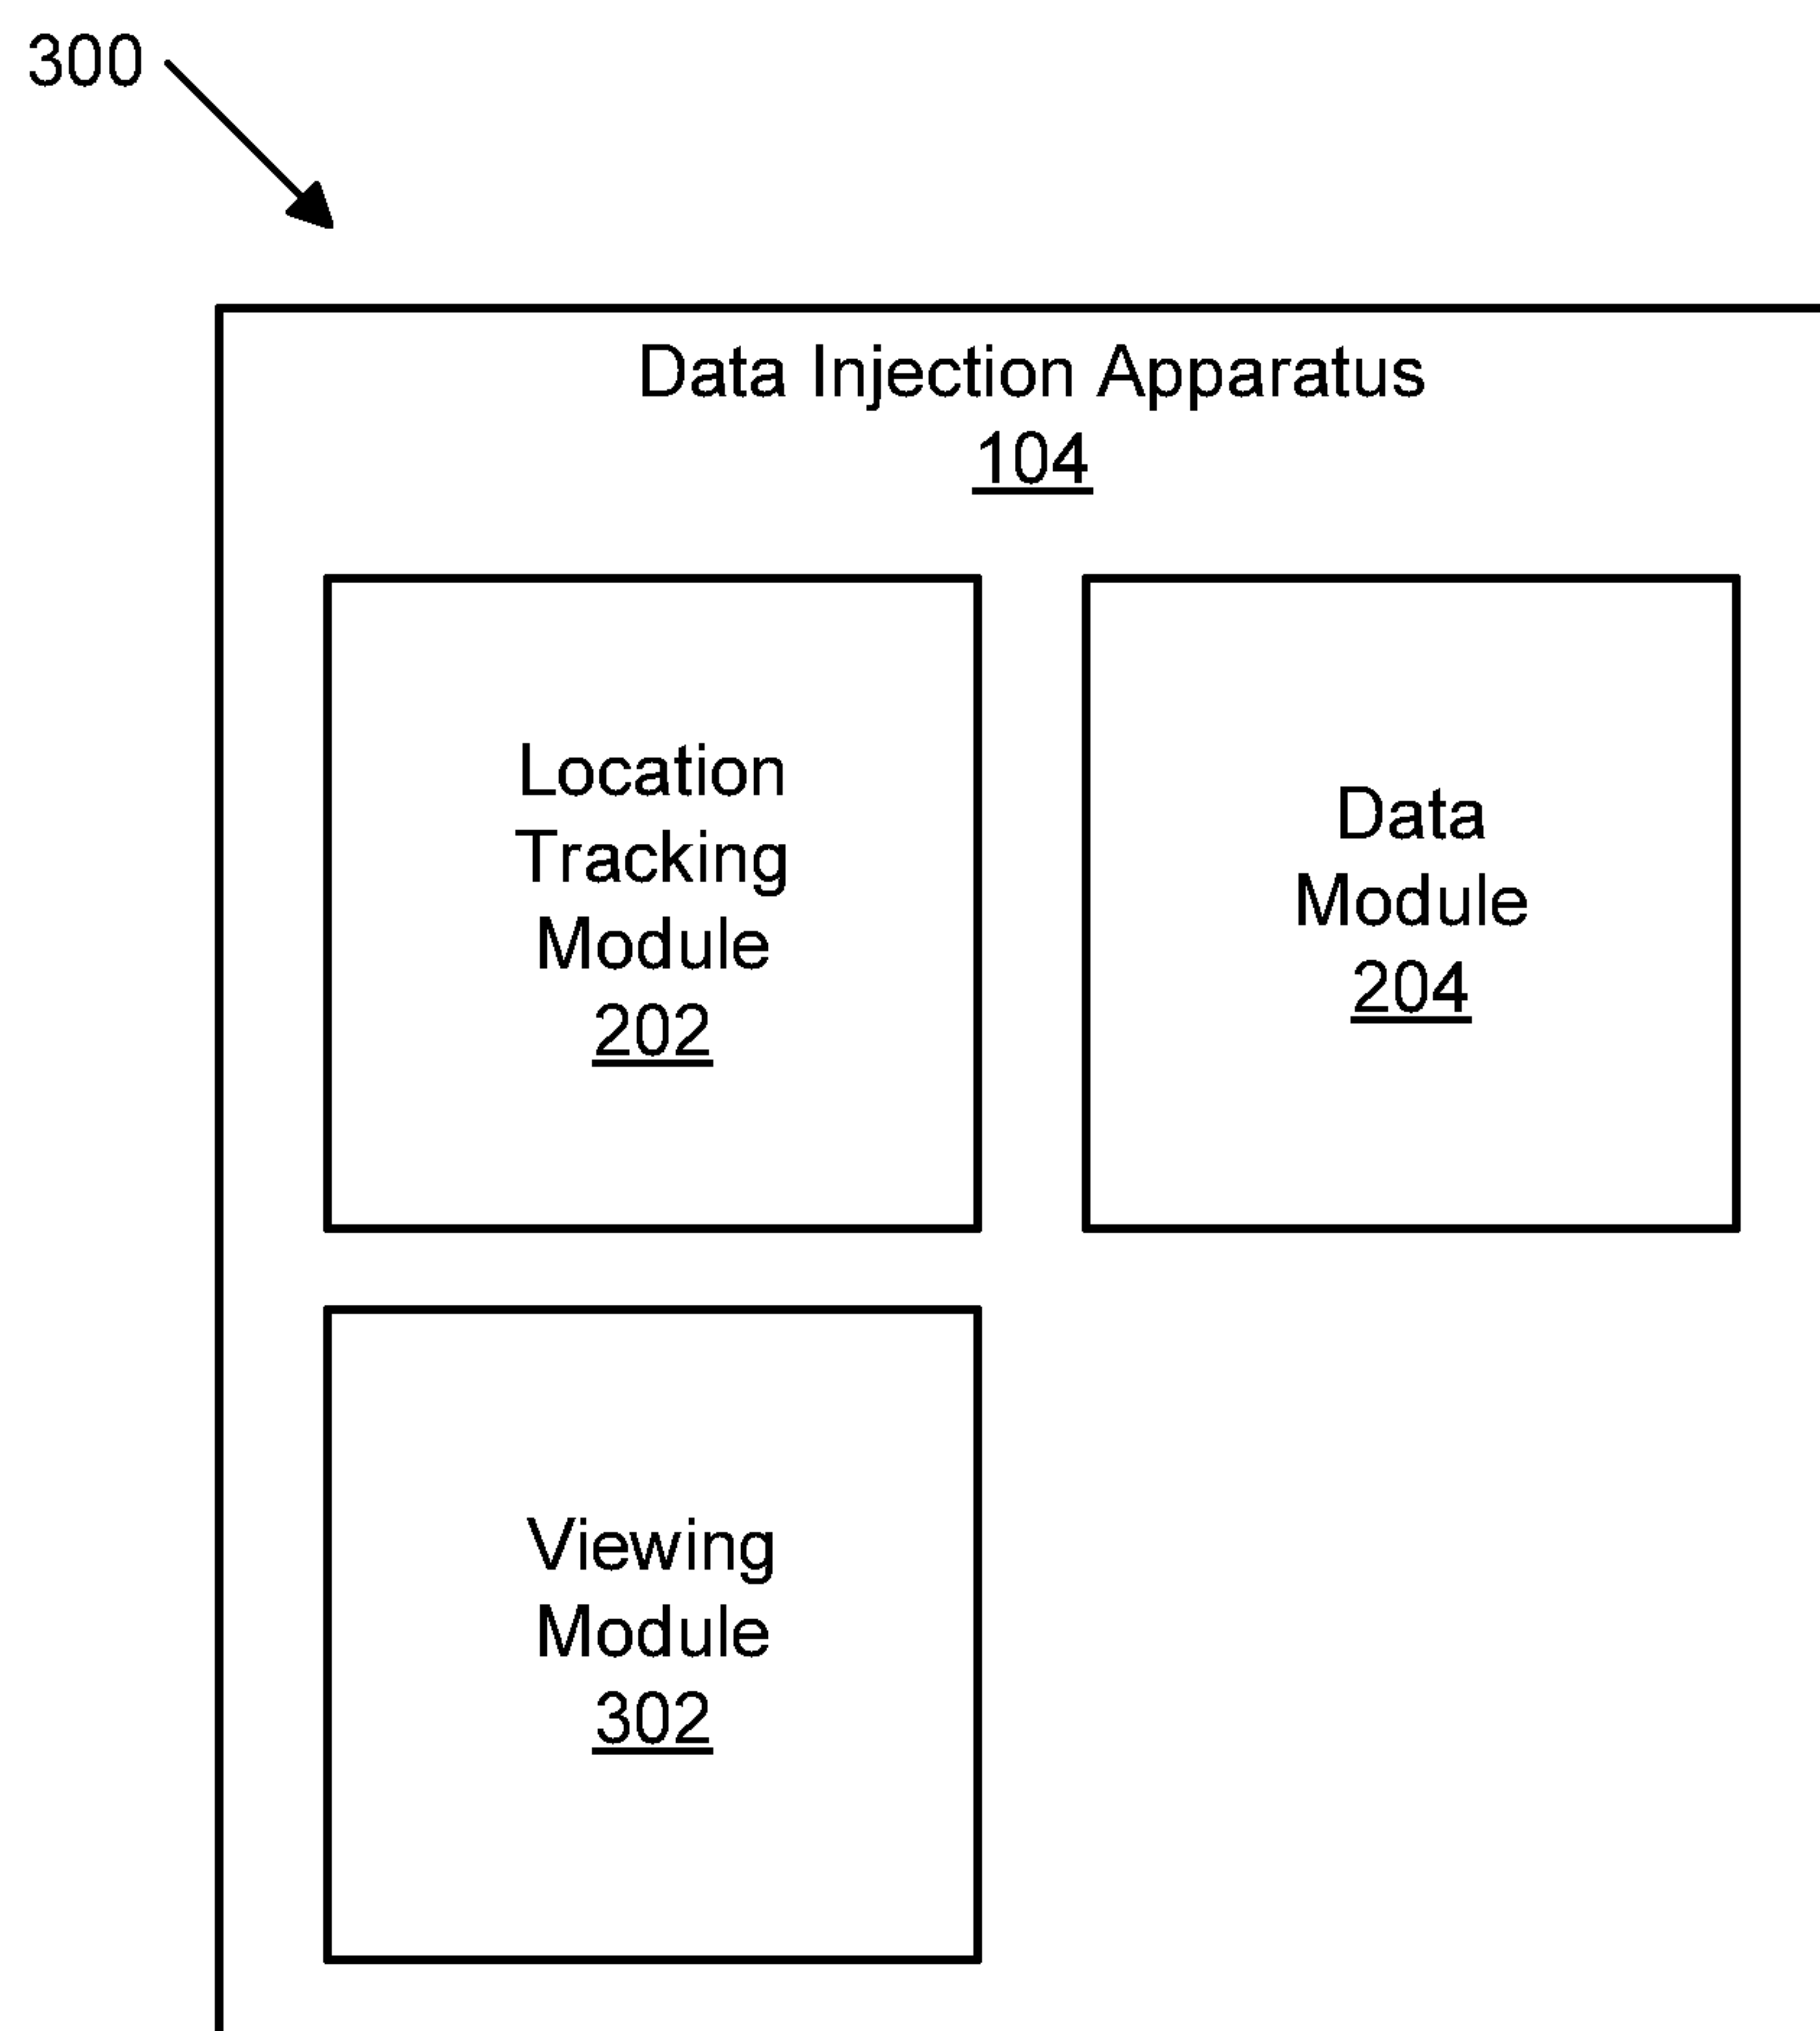 300
Data Injection Apparatus
104
Location
Tracking
Module
202
Data
Module
204
Viewing
Module
302